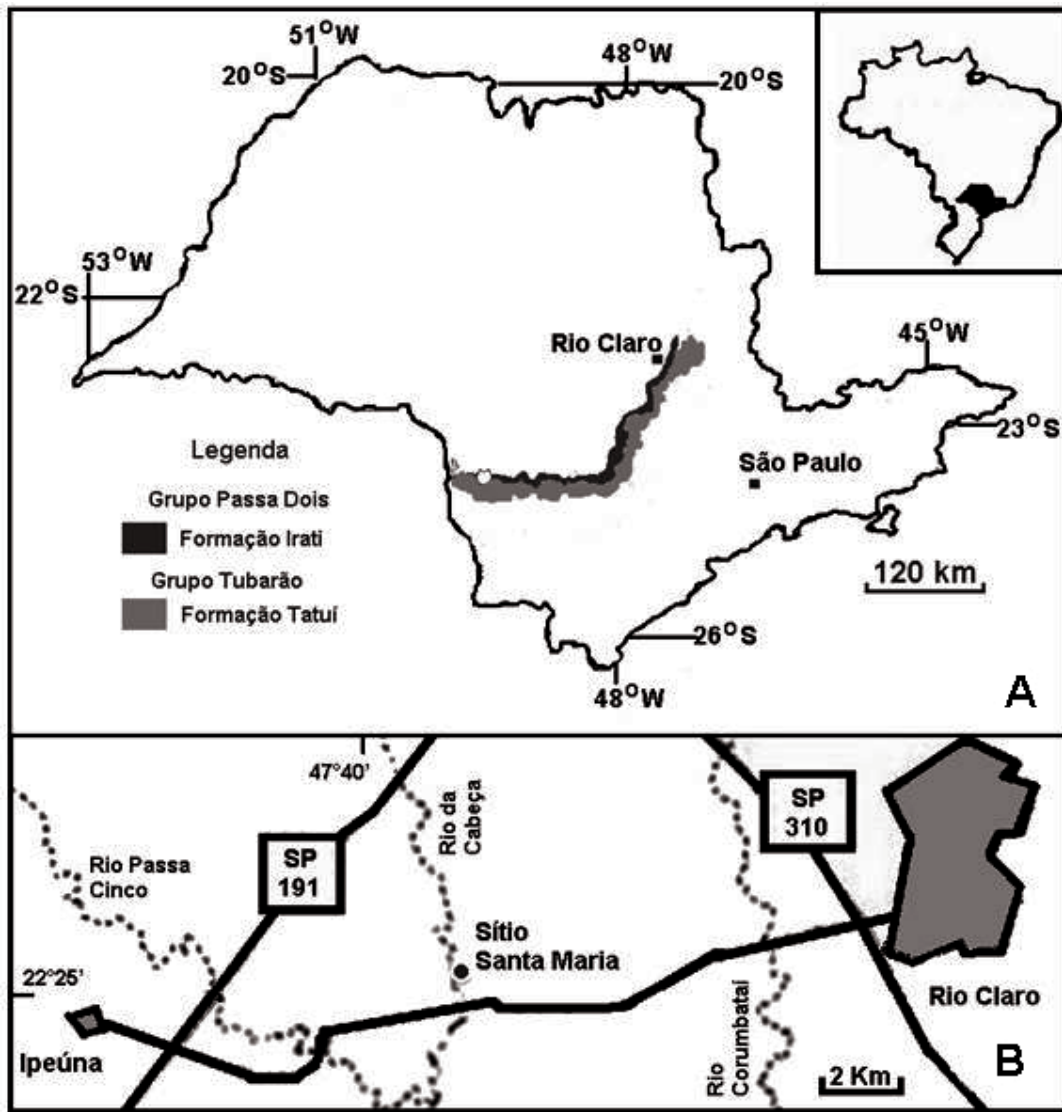 51°W
20°S
48°W
20°S
53°W
22°S
Rio Claro
45°W
23°S
São Paulo
Legenda
Grupo Passa Dois
Formação Irati
Grupo Tubarão
Formação Tatuí
120 km
26°S
48°W
A
47°40'
Rio da
Cabeça
SP
310
Rio Passa
Cinco
SP
191
Sítio
Santa Maria
22°25'
Rio Claro
Ipeúna
Rio
Corumbataí
2 Km
B